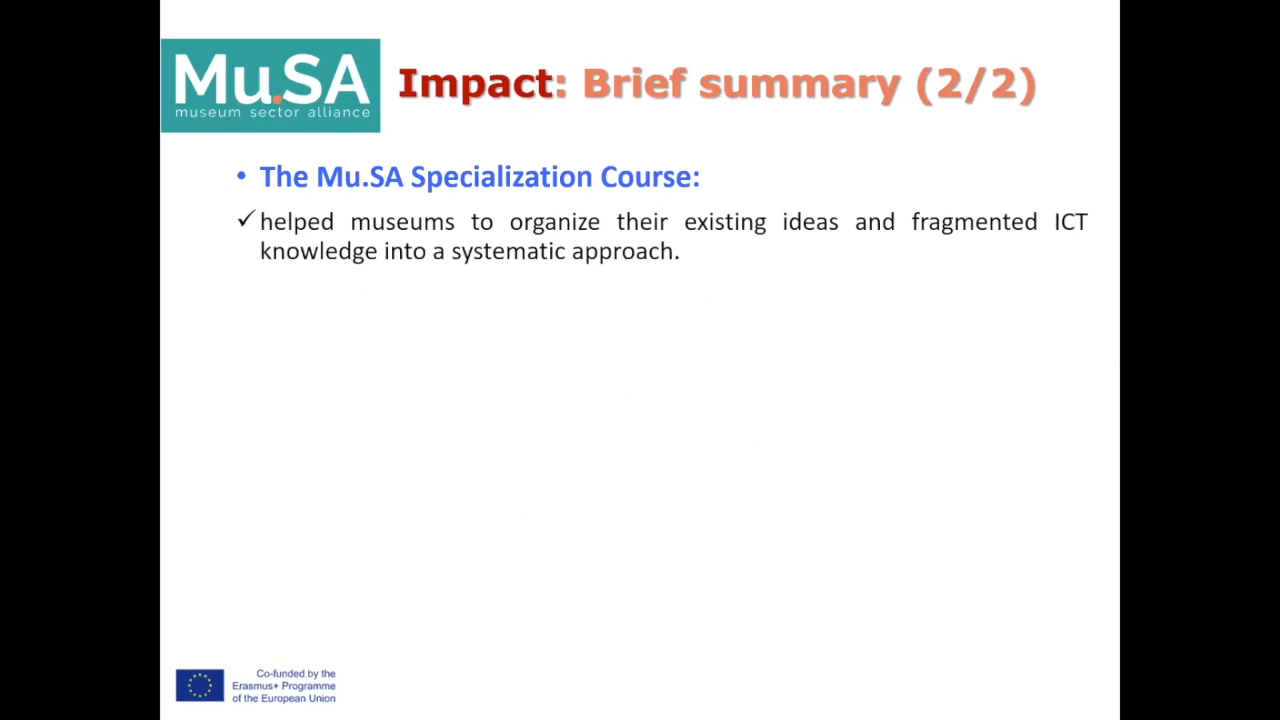 Mu.SA
museum sector alliance
Impact: Brief summary (2/2)
• The Mu.SA Specialization Course:
✓ helped museums to organize their existing ideas and fragmented ICT
knowledge into a systematic approach.
Co-funded by the
Erasmus+ Programme
of the European Union